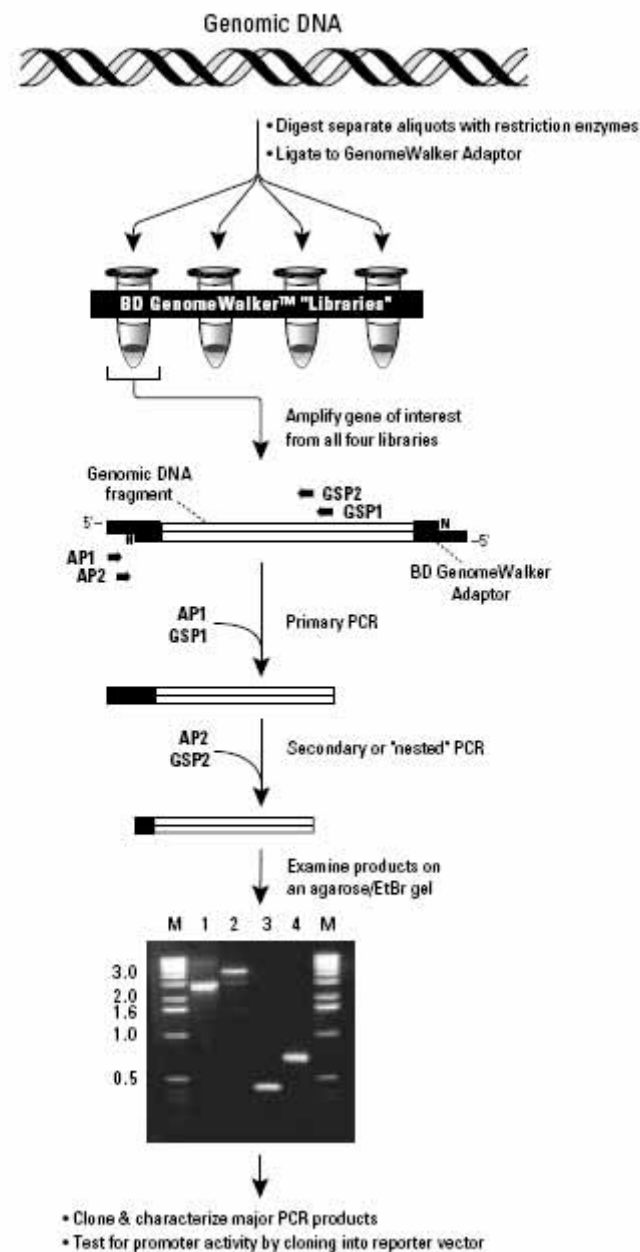 Genomic DNA
• Digest separate aliquots with restriction enzymes
• Ligate to GenomeWalker Adaptor
BD GenomeWalker™ "Libraries"
Amplify gene of interest
from all four libraries
Genomic DNA
fragment
GSP2
GSP1
5'–
N
N
–5'
AP1
AP2
BD GenomeWalker
Adaptor
AP1
GSP1
Primary PCR
AP2
GSP2
Secondary or "nested" PCR
Examine products on
an agarose/EtBr gel
M 1 2 3 4 M
3.0
2.0
1.6
1.0
0.5
• Clone & characterize major PCR products
• Test for promoter activity by cloning into reporter vector